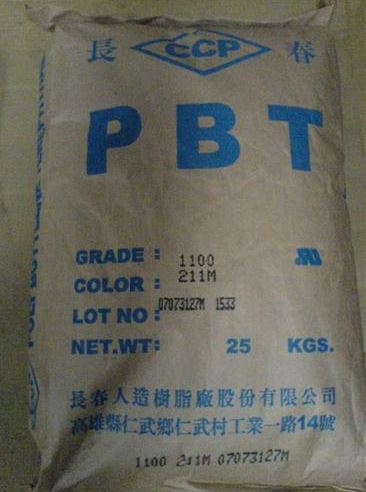 長 CCP 春
PBT
GRADE : 1100
COLOR : 211M
LOT NO : 07073127M 1533
NET.WT: 25 KGS.
長春人造樹脂廠股份有限公司
高雄縣仁武鄉仁武村工業一路14號
1100 211M 07073127M